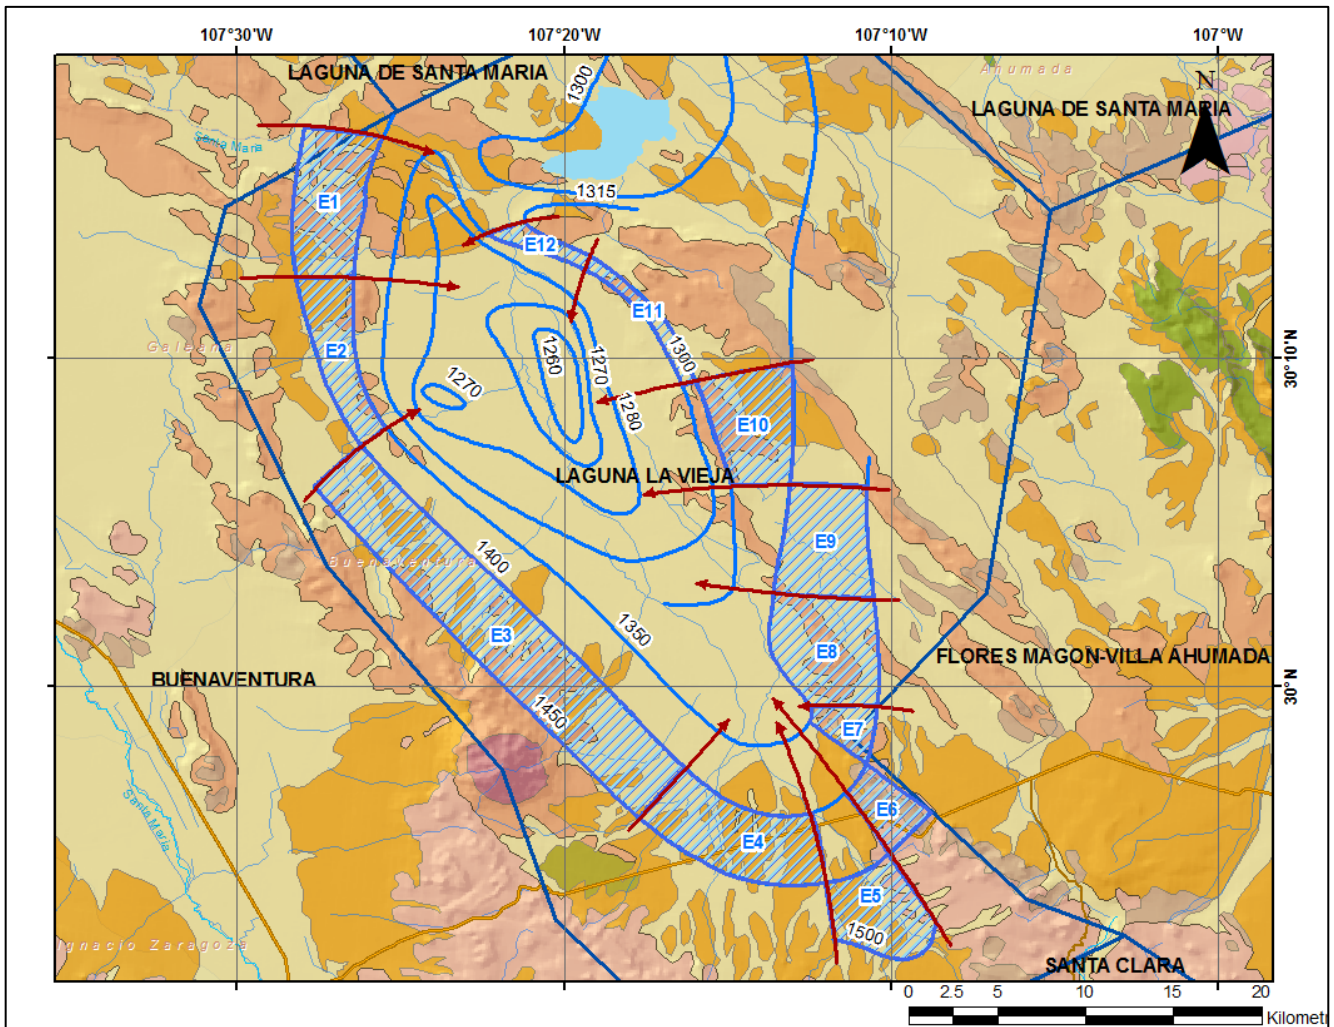 107°30'W
107°20'W
107°10'W
107°W
LAGUNA DE SANTA MARIA
1300
Ahumada
N
LAGUNA DE SANTA MARIA
Santa Maria
E1
1315
E12
E11
Galeana
E2
1300
1260
1270
1280
30°10'N
1270
E10
LAGUNA LA VIEJA
E9
1400
Buenaventura
1350
E3
E8
FLORES MAGON-VILLA AHUMADA
BUENAVENTURA
30°N
1450
E7
Santa Maria
E6
E4
E5
1500
Ignacio Zaragoza
SANTA CLARA
0 2.5 5 10 15 20
Kilometr